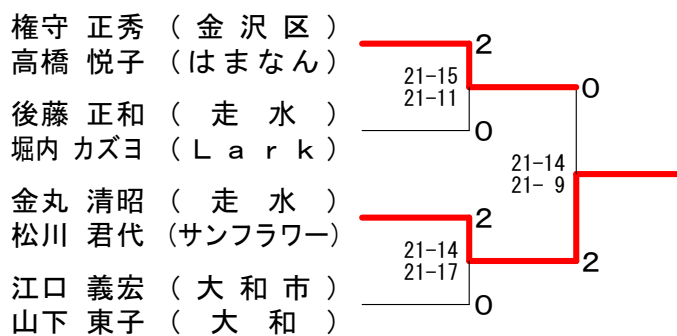 権守 正秀 ( 金 沢 区 )
高橋 悦子 (はまなん)
2
21-15
21-11
0
後藤 正和 ( 走 水 )
堀内 カズヨ ( Ｌ ａ ｒ ｋ )
0
21-14
21- 9
金丸 清昭 ( 走 水 )
松川 君代 (サンフラワー)
2
21-14
21-17
2
江口 義宏 ( 大 和 市 )
山下 東子 ( 大 和 )
0